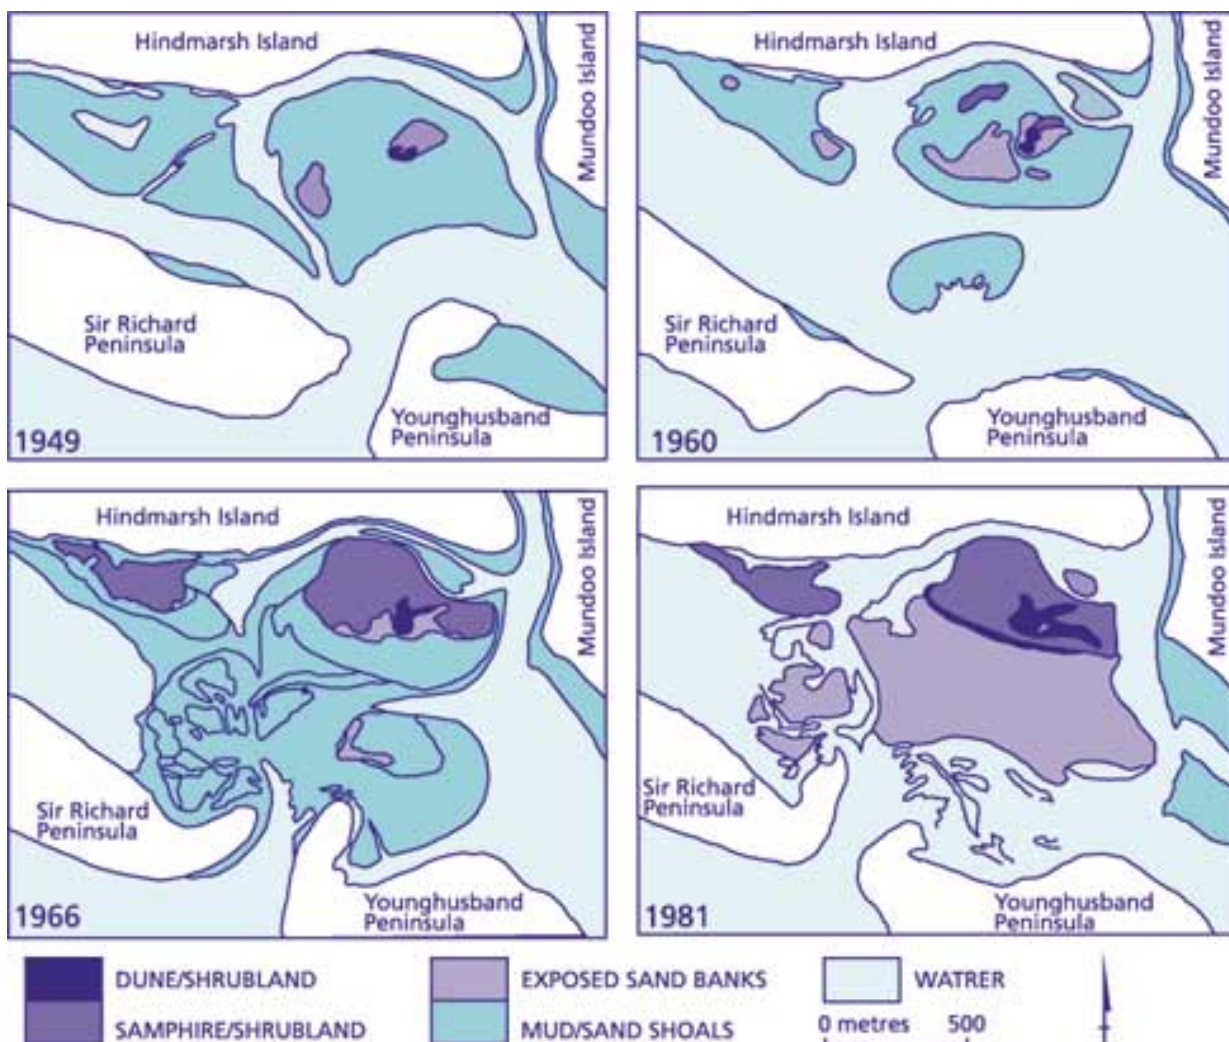 Hindmarsh Island
Mundoo Island
Sir Richard
Peninsula
Younghusband
Peninsula
1949
Hindmarsh Island
Mundoo Island
Sir Richard
Peninsula
Younghusband
Peninsula
1960
Hindmarsh Island
Mundoo Island
Sir Richard
Peninsula
Younghusband
Peninsula
1966
Hindmarsh Island
Mundoo Island
Sir Richard
Peninsula
Younghusband
Peninsula
1981
DUNE/SHRUBLAND
SAMPHIRE/SHRUBLAND
EXPOSED SAND BANKS
MUD/SAND SHOALS
WATRER
0 metres 500